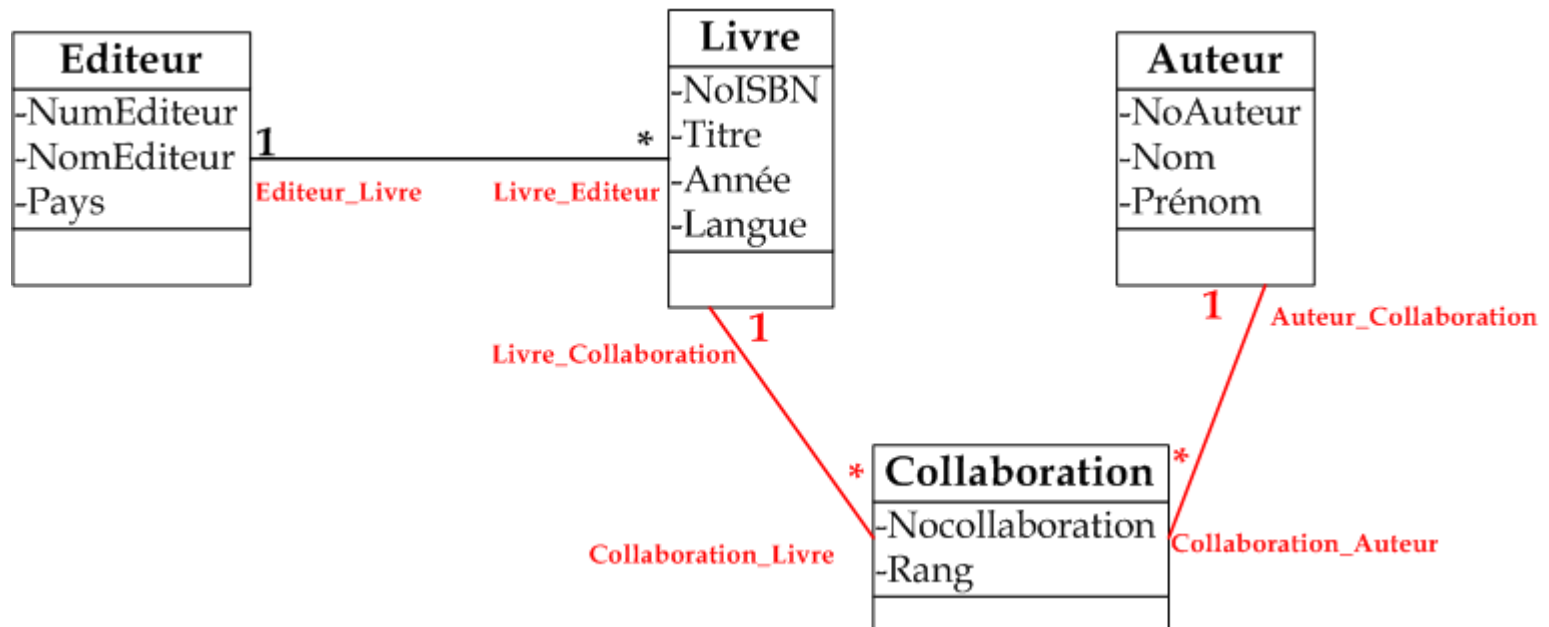 Editeur
-NumEditeur
-NomEditeur
-Pays
1
Editeur_Livre
*
Livre_Editeur
Livre
-NoISBN
-Titre
-Année
-Langue
1
Livre_Collaboration
Auteur
-NoAuteur
-Nom
-Prénom
1
Auteur_Collaboration
*
Collaboration_Livre
Collaboration
-Nocollaboration
-Rang
*
Collaboration_Auteur